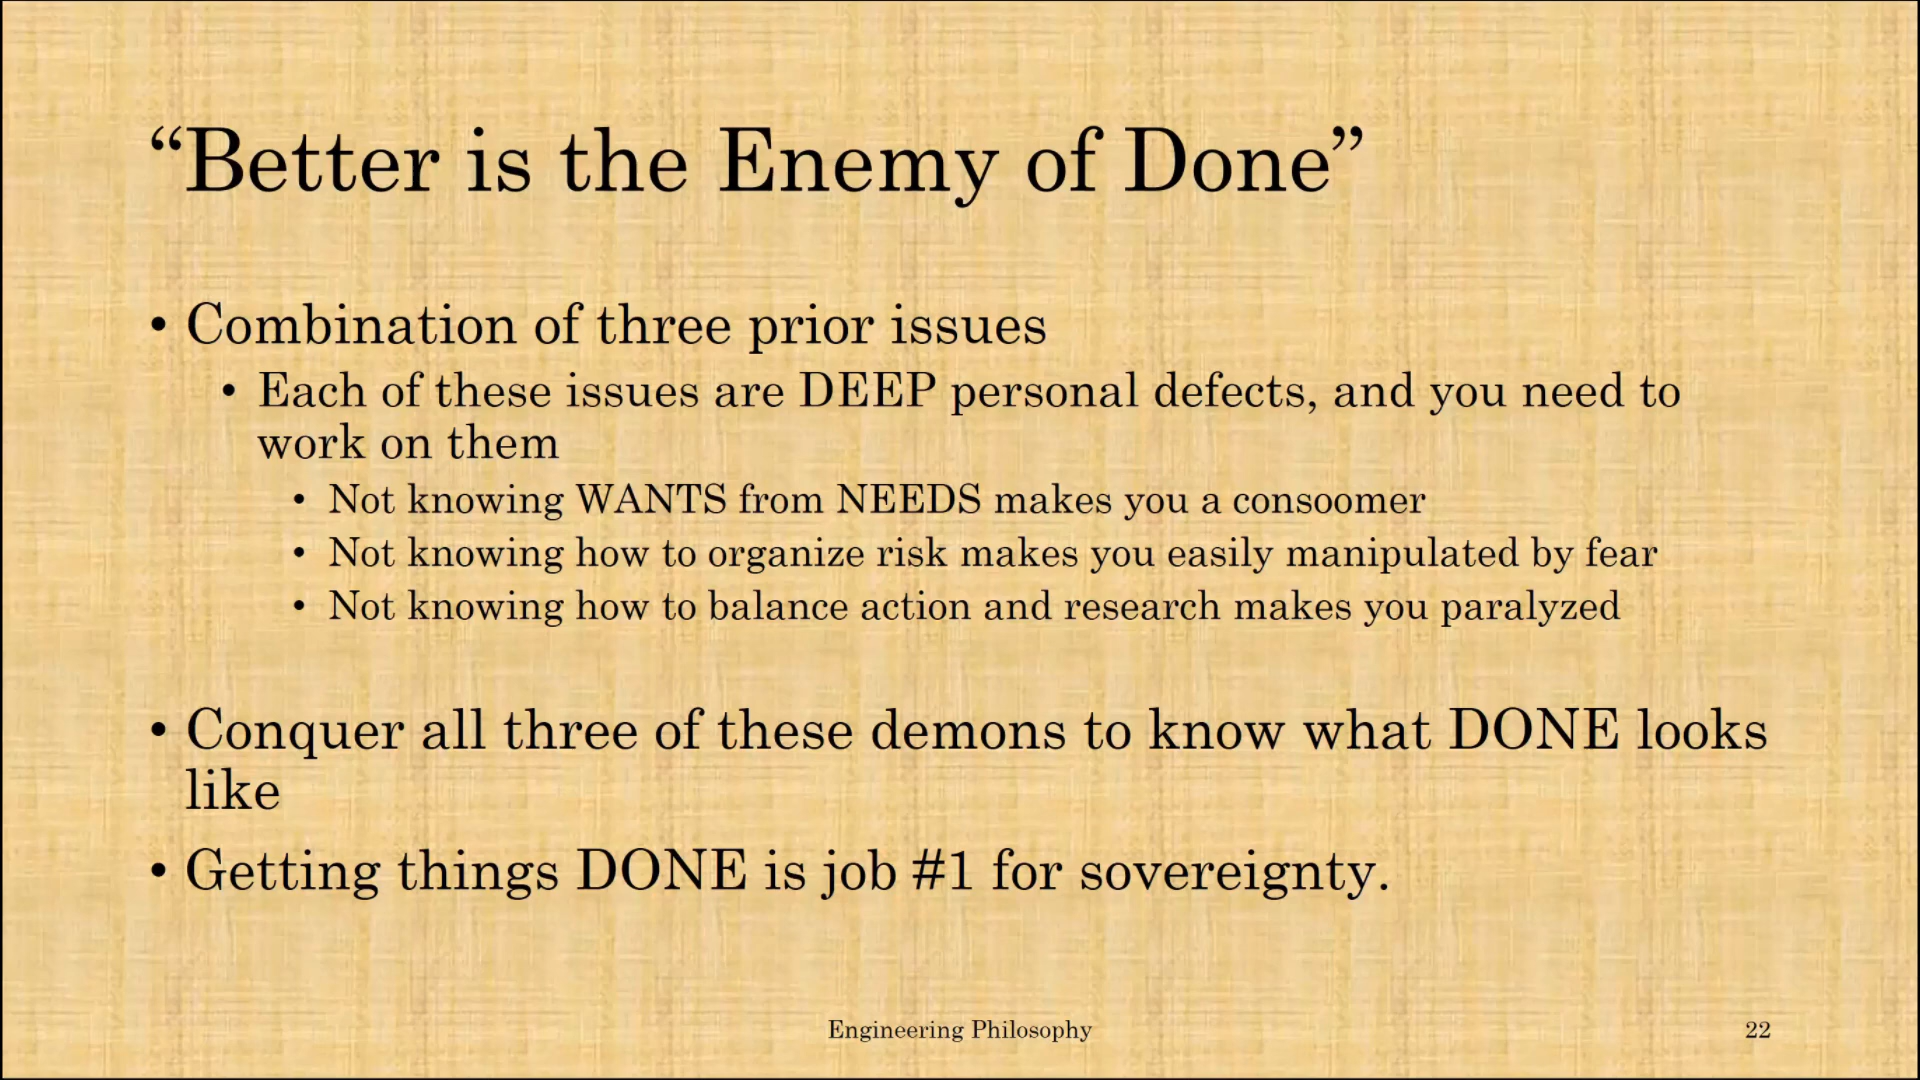 “Better is the Enemy of Done”
• Combination of three prior issues
• Each of these issues are DEEP personal defects, and you need to
work on them
• Not knowing WANTS from NEEDS makes you a consoomer
• Not knowing how to organize risk makes you easily manipulated by fear
• Not knowing how to balance action and research makes you paralyzed
• Conquer all three of these demons to know what DONE looks
like
• Getting things DONE is job #1 for sovereignty.
Engineering Philosophy
22